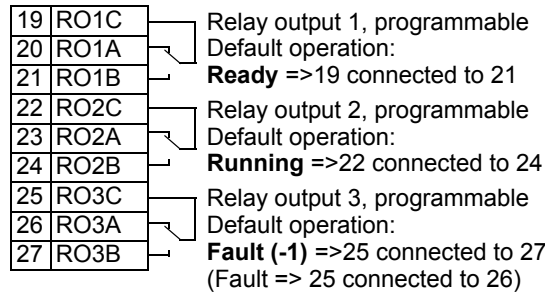 19 RO1C Relay output 1, programmable
20 RO1A Default operation:
21 RO1B Ready =>19 connected to 21
22 RO2C Relay output 2, programmable
23 RO2A Default operation:
24 RO2B Running =>22 connected to 24
25 RO3C Relay output 3, programmable
26 RO3A Default operation:
27 RO3B Fault (-1) =>25 connected to 27
(Fault => 25 connected to 26)